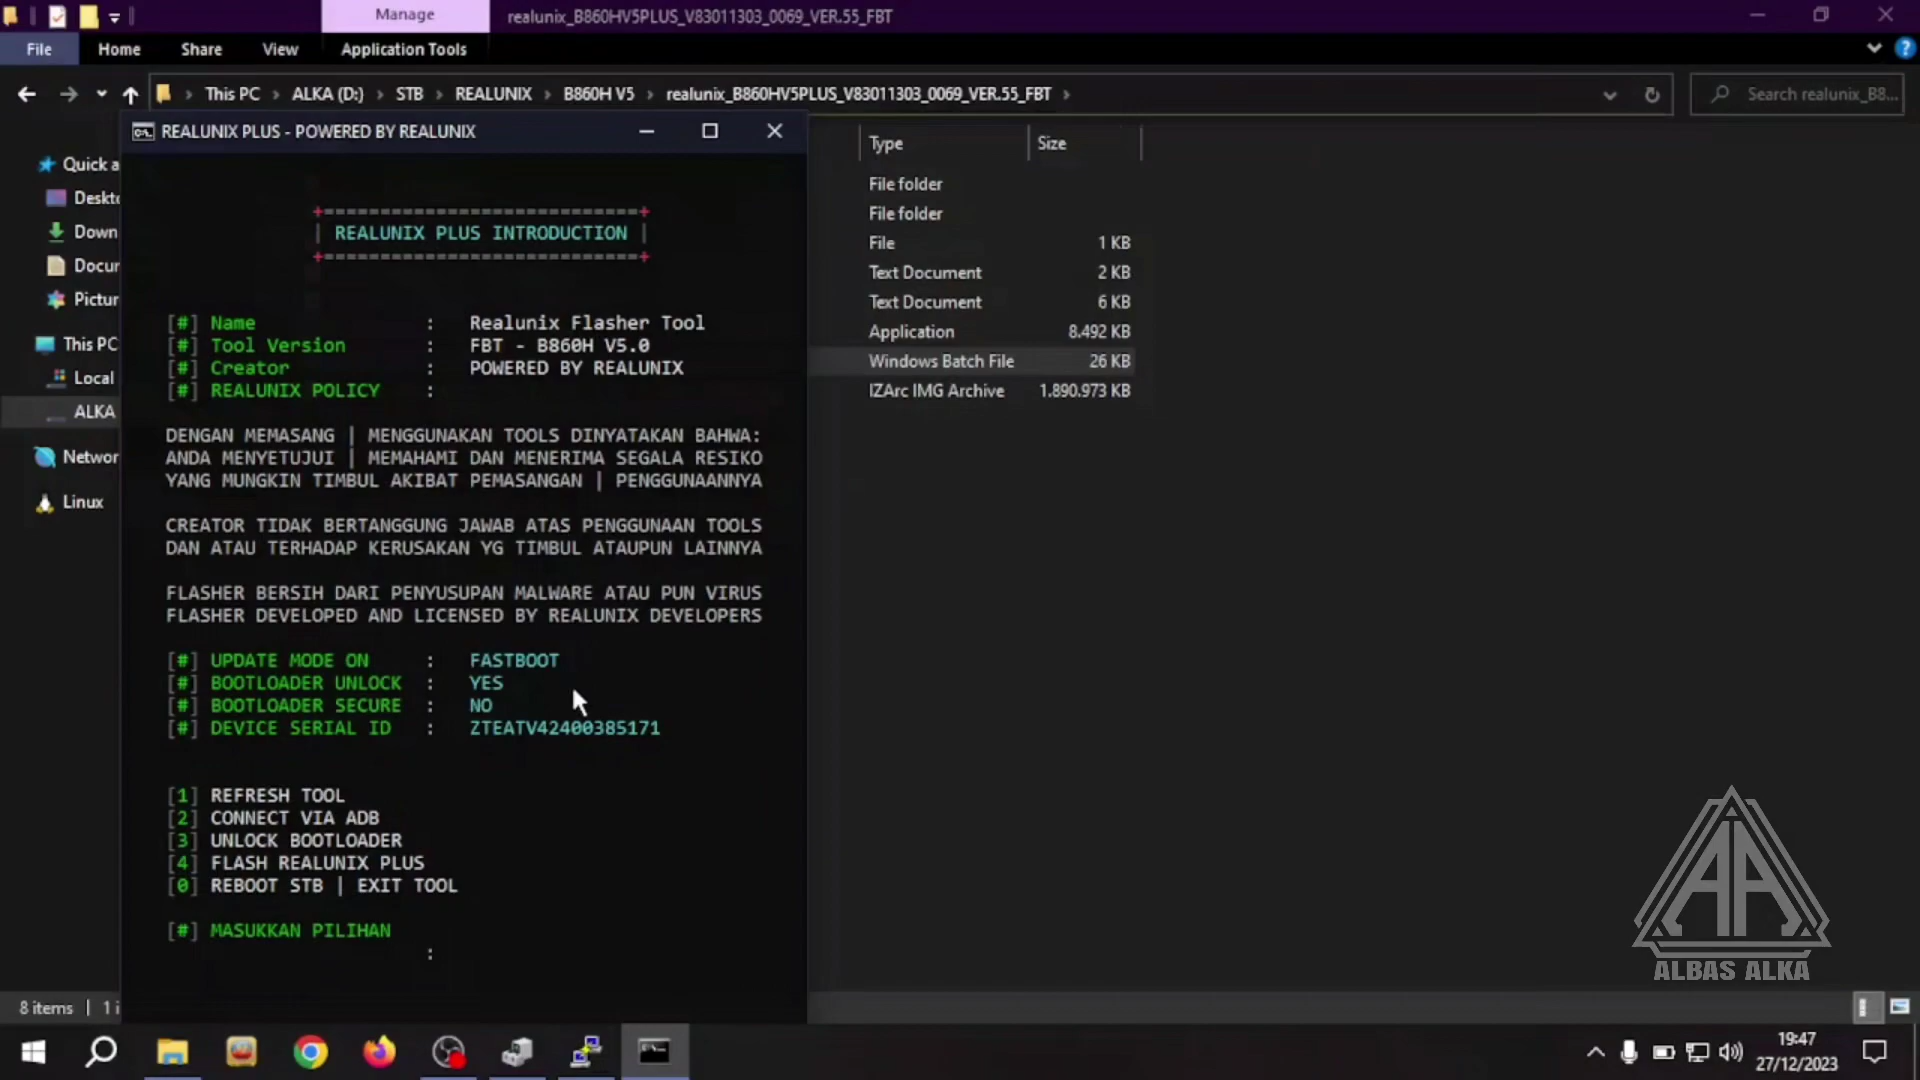 Manage
realunix_B860HV5PLUS_V83011303_0069_VER.55_FBT
File
Home
Share
View
Application Tools
This PC
ALKA (D:)
STB
REALUNIX
B860H V5
realunix_B860HV5PLUS_V83011303_0069_VER.55_FBT
Search realunix_B8...
REALUNIX PLUS - POWERED BY REALUNIX
Type
Size
Quick a
Deskt
Down
Docur
Pictur
This PC
Local
ALKA
Networ
Linux
File folder
File folder
File 1 KB
Text Document 2 KB
Text Document 6 KB
Application 8.492 KB
Windows Batch File 26 KB
IZArc IMG Archive 1.890.973 KB
+============================+
| REALUNIX PLUS INTRODUCTION |
+============================+
[#] Name : Realunix Flasher Tool
[#] Tool Version : FBT - B860H V5.0
[#] Creator : POWERED BY REALUNIX
[#] REALUNIX POLICY :
DENGAN MEMASANG | MENGGUNAKAN TOOLS DINYATAKAN BAHWA:
ANDA MENYETUJUI | MEMAHAMI DAN MENERIMA SEGALA RESIKO
YANG MUNGKIN TIMBUL AKIBAT PEMASANGAN | PENGGUNAANNYA
CREATOR TIDAK BERTANGGUNG JAWAB ATAS PENGGUNAAN TOOLS
DAN ATAU TERHADAP KERUSAKAN YG TIMBUL ATAUPUN LAINNYA
FLASHER BERSIH DARI PENYUSUPAN MALWARE ATAU PUN VIRUS
FLASHER DEVELOPED AND LICENSED BY REALUNIX DEVELOPERS
[#] UPDATE MODE ON : FASTBOOT
[#] BOOTLOADER UNLOCK : YES
[#] BOOTLOADER SECURE : NO
[#] DEVICE SERIAL ID : ZTEATV42400385171
[1] REFRESH TOOL
[2] CONNECT VIA ADB
[3] UNLOCK BOOTLOADER
[4] FLASH REALUNIX PLUS
[0] REBOOT STB | EXIT TOOL
[#] MASUKKAN PILIHAN
:
ALBAS ALKA
8 items
1 i
19:47
27/12/2023